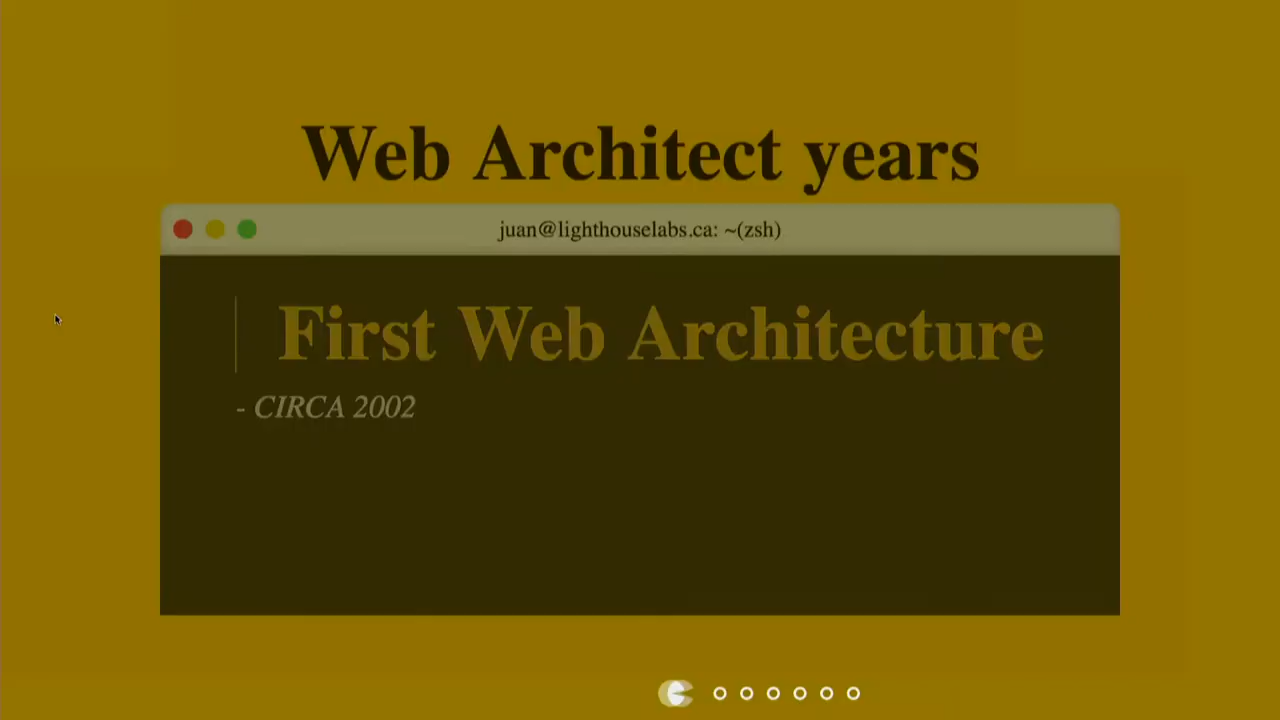 Web Architect years
juan@lighthouselabs.ca: ~(zsh)
First Web Architecture
- CIRCA 2002